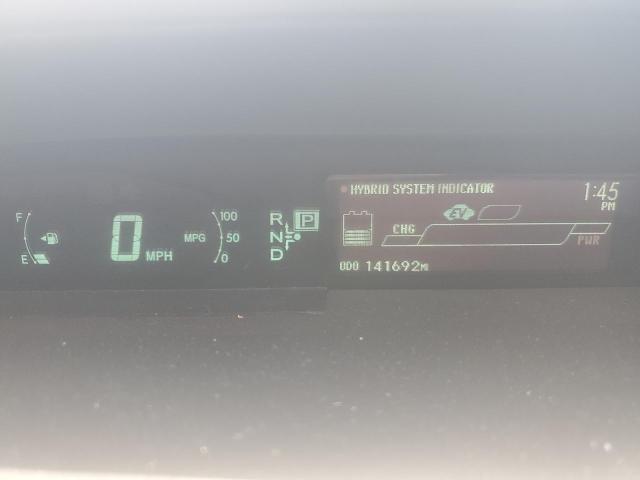 HYBRID SYSTEM INDICATOR
1:45
PM
F
0
MPH
MPG
100
50
0
R
P
N
D
EV
CHG
PWR
E
ODO 141692MI